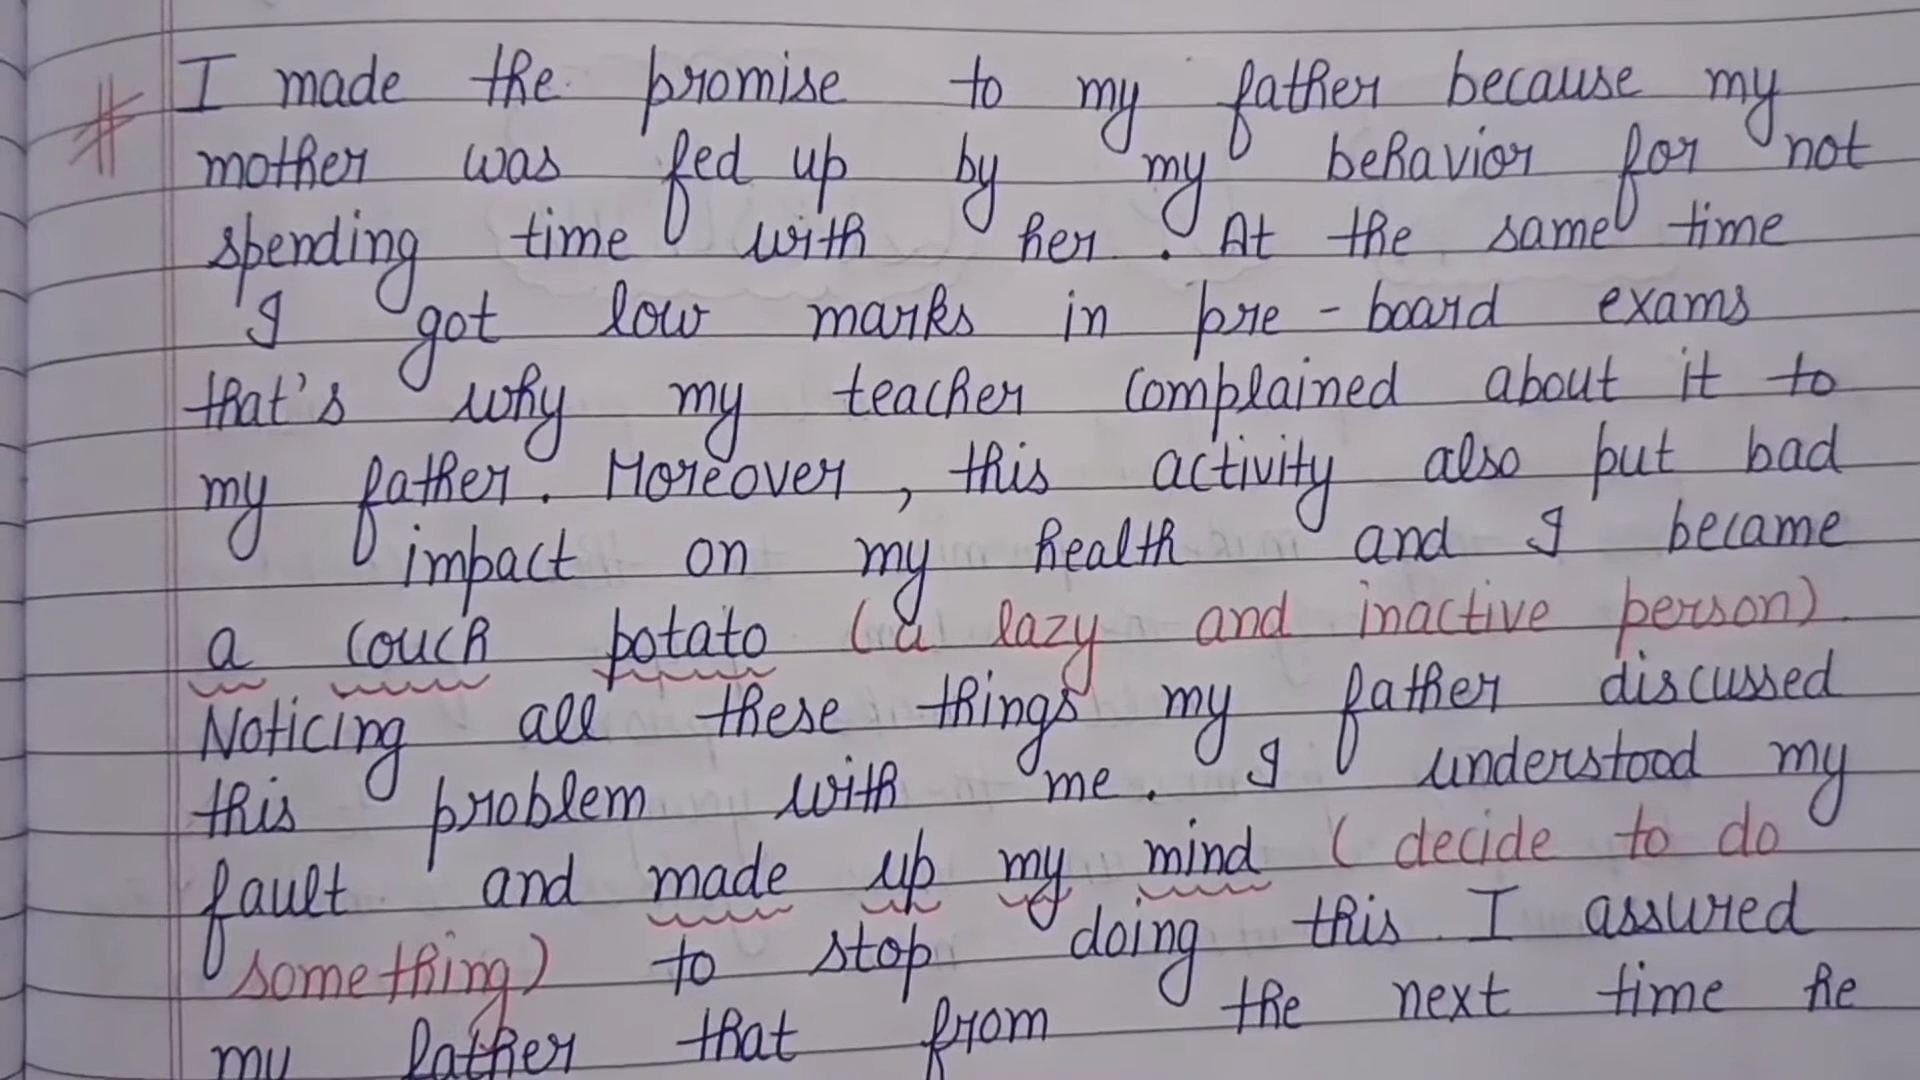 # I made the promise to my father because my
mother was fed up by my behavior for not
spending time with her. At the same time
I got low marks in pre-board exams
that's why my teacher complained about it to
my father. Moreover, this activity also put bad
impact on my health and I became
a couch potato (a lazy and inactive person).
Noticing all these things my father discussed
this problem with me. I understood my
fault and made up my mind (decide to do
something) to stop doing this. I assured
my father that from the next time he